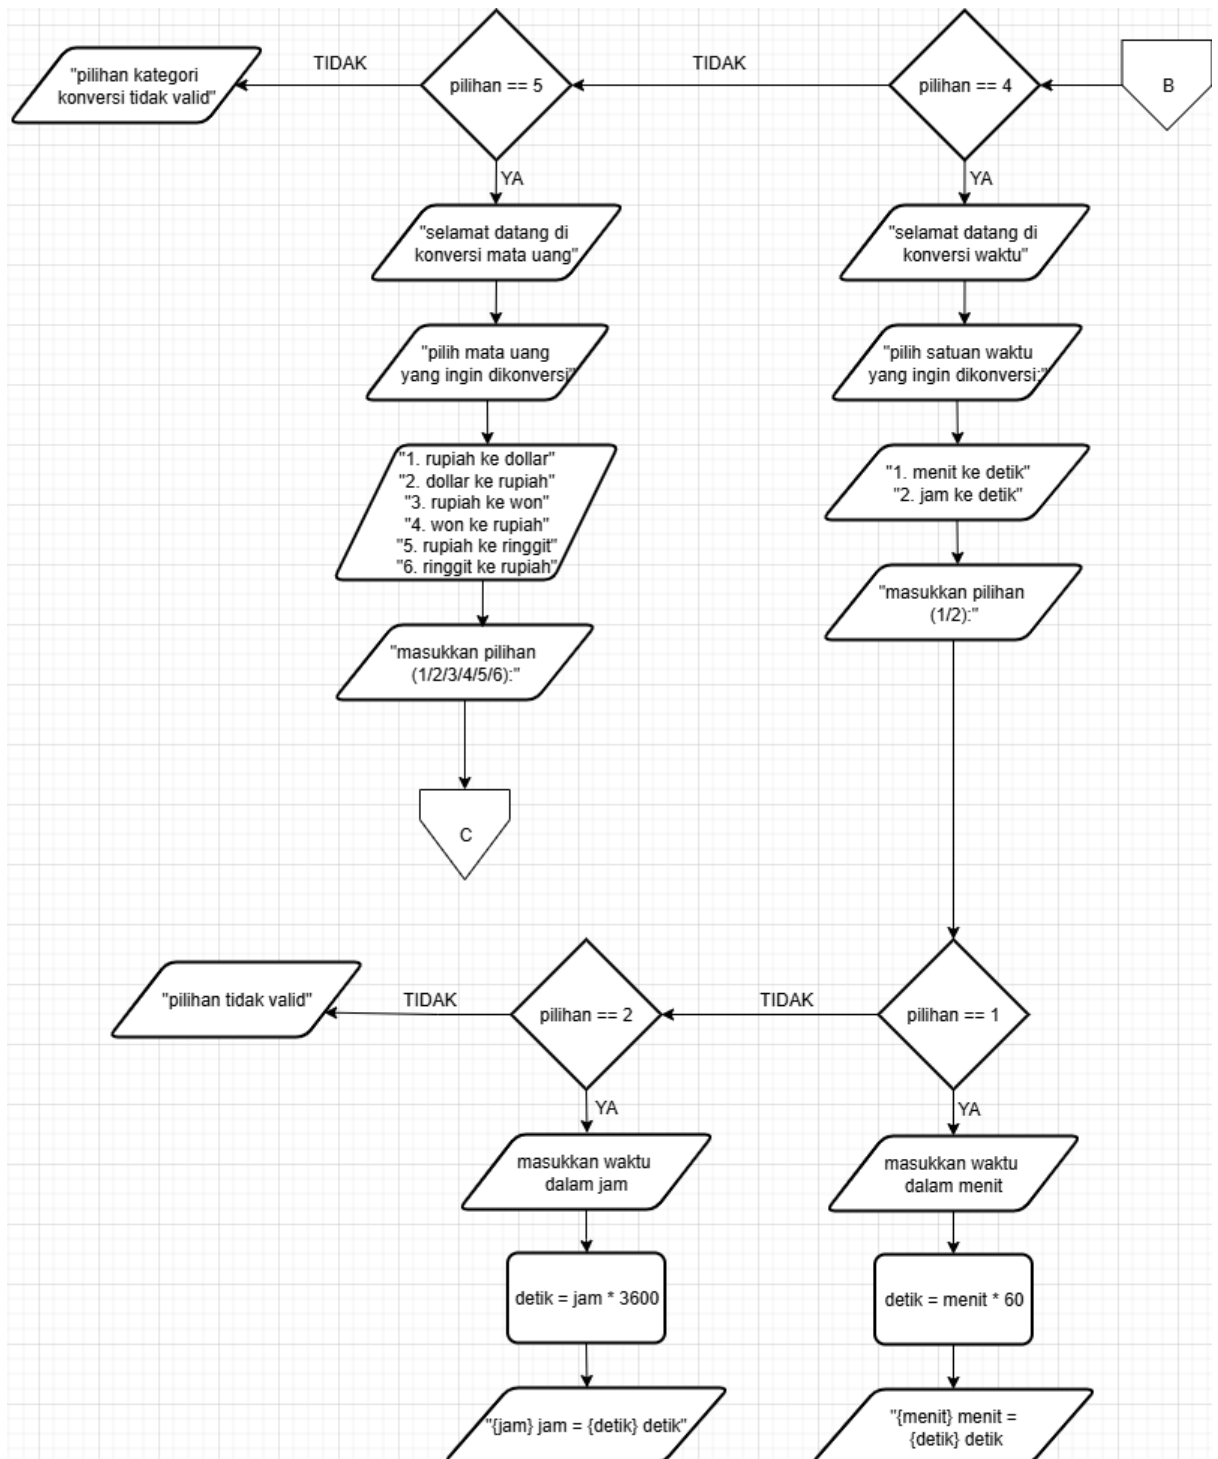 "pilihan kategori
konversi tidak valid"
TIDAK
pilihan == 5
TIDAK
pilihan == 4
B
YA
YA
"selamat datang di
konversi mata uang"
"selamat datang di
konversi waktu"
"pilih mata uang
yang ingin dikonversi"
"pilih satuan waktu
yang ingin dikonversi:"
"1. rupiah ke dollar"
"2. dollar ke rupiah"
"3. rupiah ke won"
"4. won ke rupiah"
"5. rupiah ke ringgit"
"6. ringgit ke rupiah"
"1. menit ke detik"
"2. jam ke detik"
"masukkan pilihan
(1/2):"
"masukkan pilihan
(1/2/3/4/5/6):"
C
"pilihan tidak valid"
TIDAK
pilihan == 2
TIDAK
pilihan == 1
YA
YA
masukkan waktu
dalam jam
masukkan waktu
dalam menit
detik = jam * 3600
detik = menit * 60
"{jam} jam = {detik} detik"
"{menit} menit =
{detik} detik